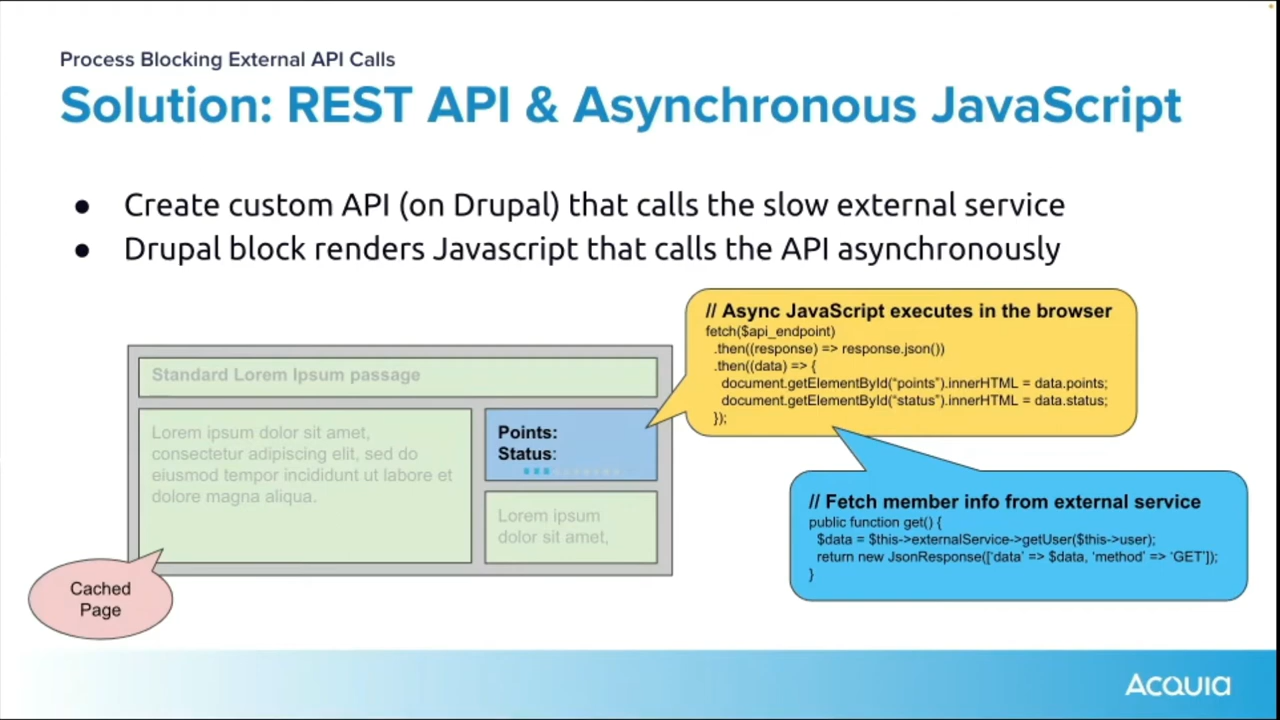 Process Blocking External API Calls
Solution: REST API & Asynchronous JavaScript
● Create custom API (on Drupal) that calls the slow external service
● Drupal block renders Javascript that calls the API asynchronously
// Async JavaScript executes in the browser
fetch($api_endpoint)
.then((response) => response.json())
.then((data) => {
document.getElementById(“points”).innerHTML = data.points;
document.getElementById(“status”).innerHTML = data.status;
});
Standard Lorem Ipsum passage
Lorem ipsum dolor sit amet,
consectetur adipiscing elit, sed do
eiusmod tempor incididunt ut labore et
dolore magna aliqua.
Points:
Status:
Lorem ipsum
dolor sit amet,
// Fetch member info from external service
public function get() {
$data = $this->externalService->getUser($this->user);
return new JsonResponse([‘data’ => $data, ‘method’ => ‘GET’]);
}
Cached
Page
ACQUIA